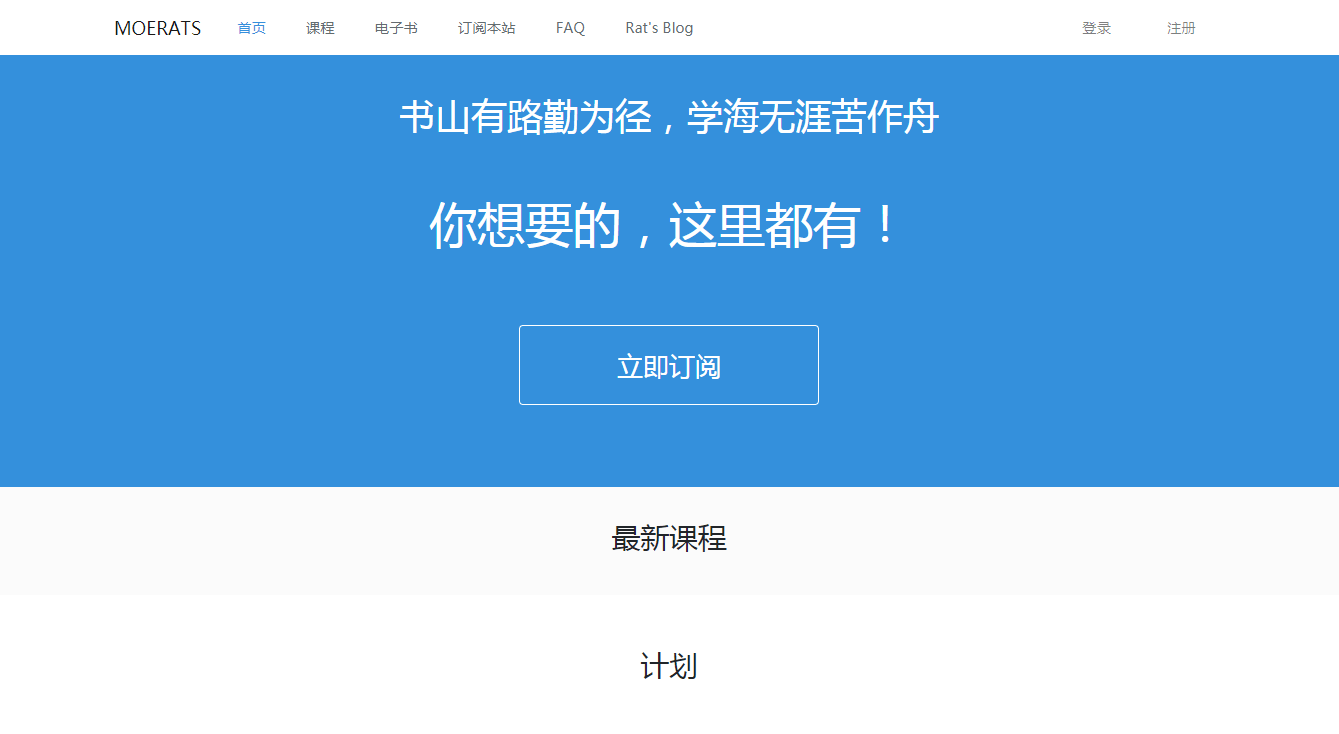 MOERATS 首页 课程 电子书 订阅本站 FAQ Rat's Blog 登录 注册
书山有路勤为径，学海无涯苦作舟
你想要的，这里都有！
立即订阅
最新课程
计划